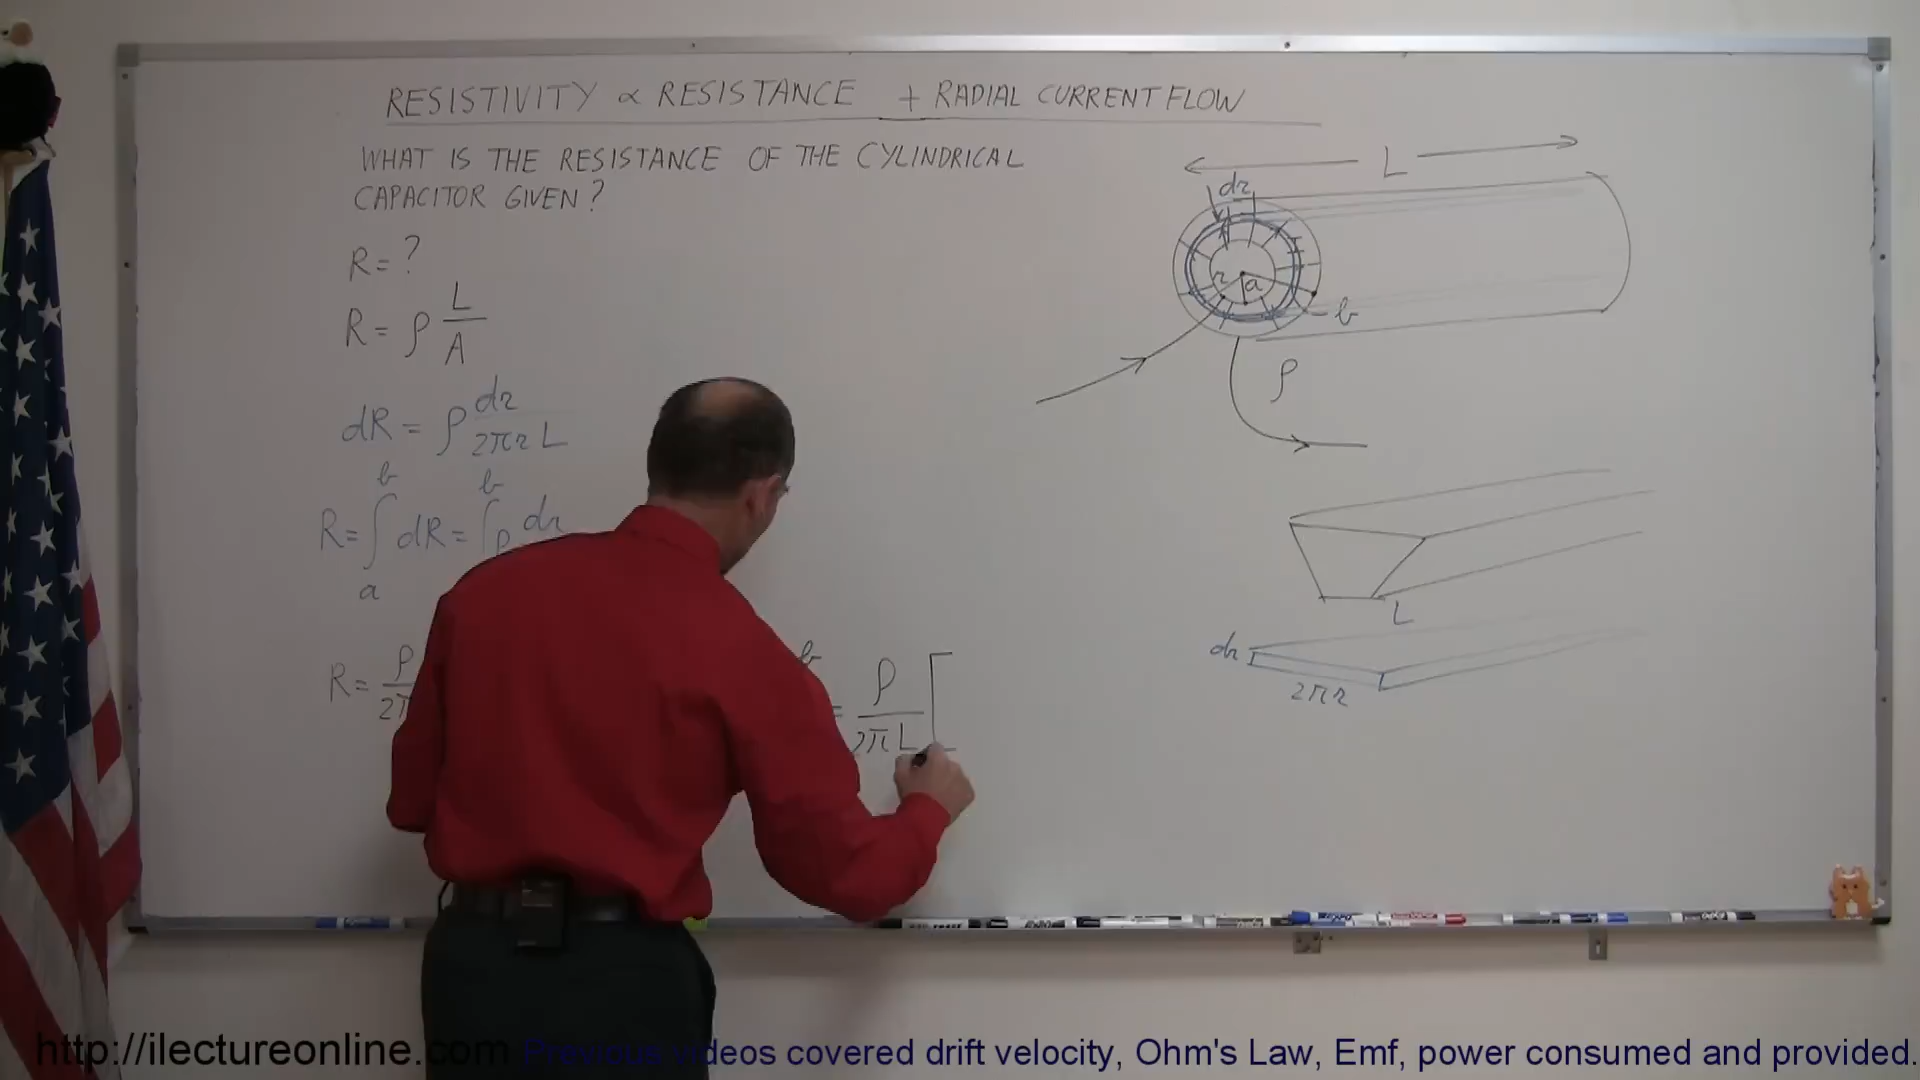 RESISTIVITY ∝ RESISTANCE + RADIAL CURRENT FLOW
WHAT IS THE RESISTANCE OF THE CYLINDRICAL
CAPACITOR GIVEN?
R = ?
R = ρ L/A
dR = ρ dr/2πr L
R = ∫ₐᵇ dR = ∫ᵇ ρ dr
R = ρ/2π
b = ρ/2πL [
L
dr
r
a
b
ρ
L
dr
2πr
http://ilectureonline.com Previous videos covered drift velocity, Ohm's Law, Emf, power consumed and provided.